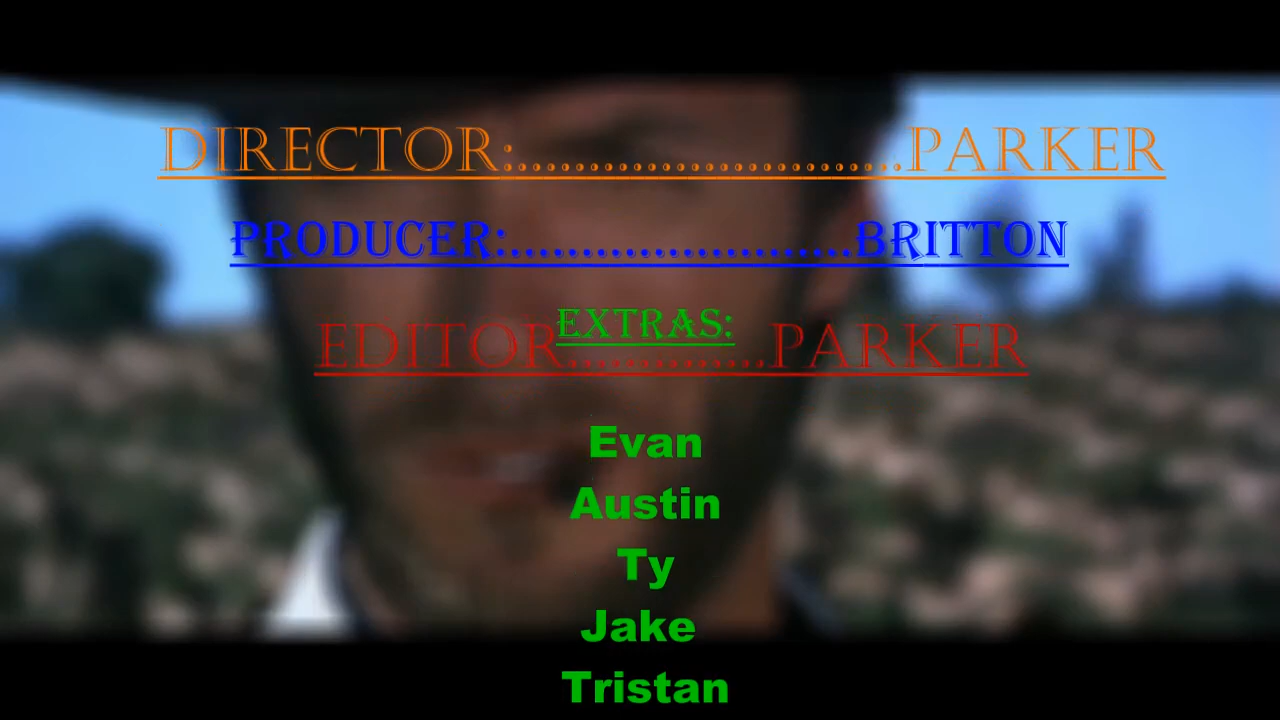 DIRECTOR:...........................PARKER
PRODUCER:........................BRITTON
EXTRAS:
EDITOR..............PARKER
Evan
Austin
Ty
Jake
Tristan